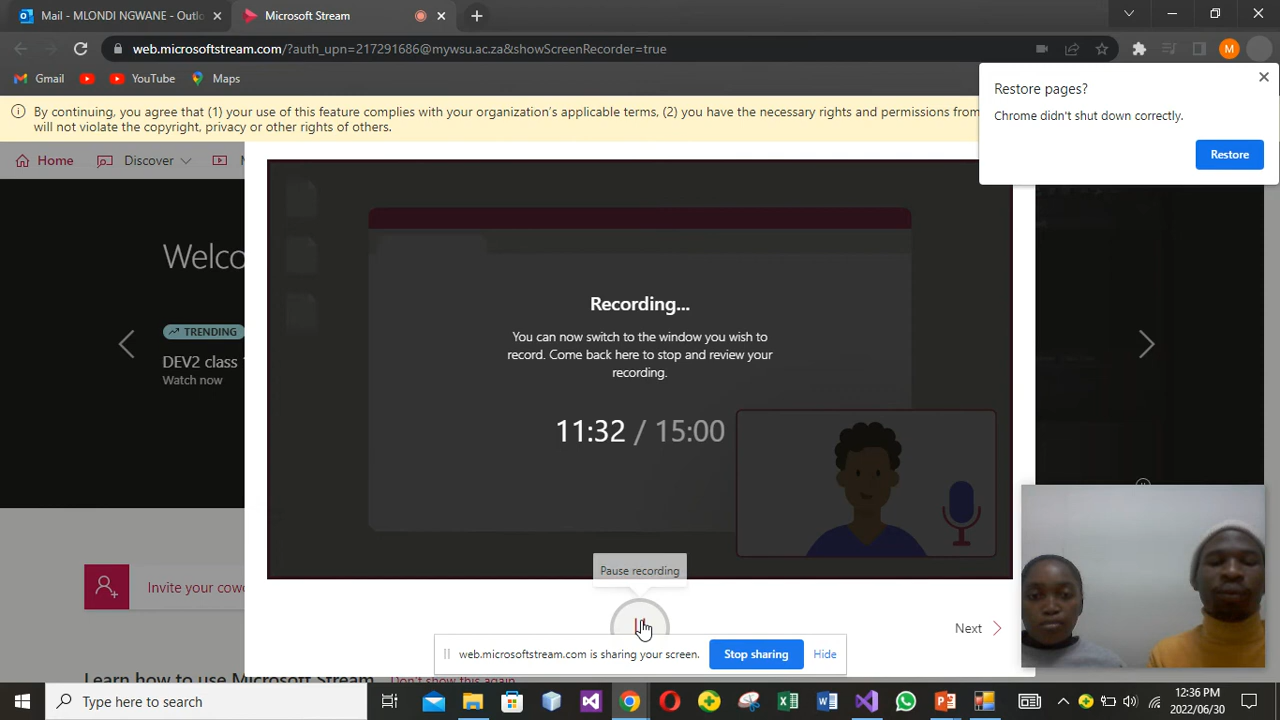 Mail - MLONDI NGWANE - Outlo
Microsoft Stream
web.microsoftstream.com/?auth_upn=217291686@mywsu.ac.za&showScreenRecorder=true
M
Gmail
YouTube
Maps
Restore pages?
Chrome didn't shut down correctly.
Restore
By continuing, you agree that (1) your use of this feature complies with your organization's applicable terms, (2) you have the necessary rights and permissions from
will not violate the copyright, privacy or other rights of others.
Home
Discover
Welco
TRENDING
DEV2 class
Watch now
Recording...
You can now switch to the window you wish to
record. Come back here to stop and review your
recording.
11:32 / 15:00
Pause recording
Invite your cowo
Next
web.microsoftstream.com is sharing your screen.
Stop sharing
Hide
Learn how to use Microsoft Stream
Don't show this again
Type here to search
12:36 PM
2022/06/30